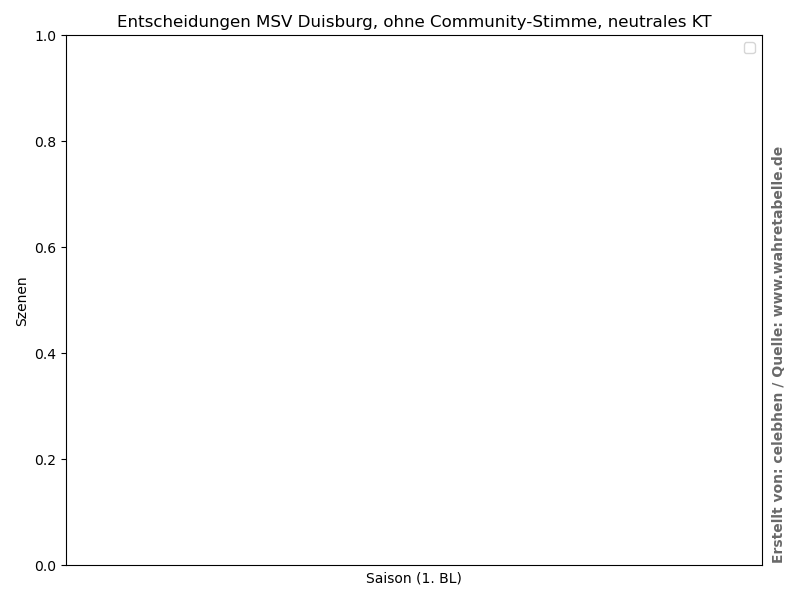 Entscheidungen MSV Duisburg, ohne Community-Stimme, neutrales KT
1.0
0.8
0.6
0.4
0.2
0.0
Szenen
Saison (1. BL)
Erstellt von: celebhen / Quelle: www.wahretabelle.de